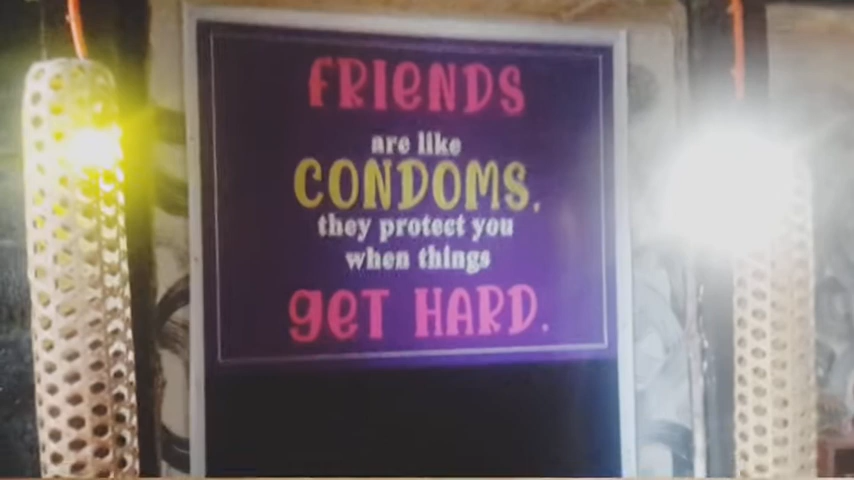 FRIENDS
are like
CONDOMS,
they protect you
when things
get HARD.